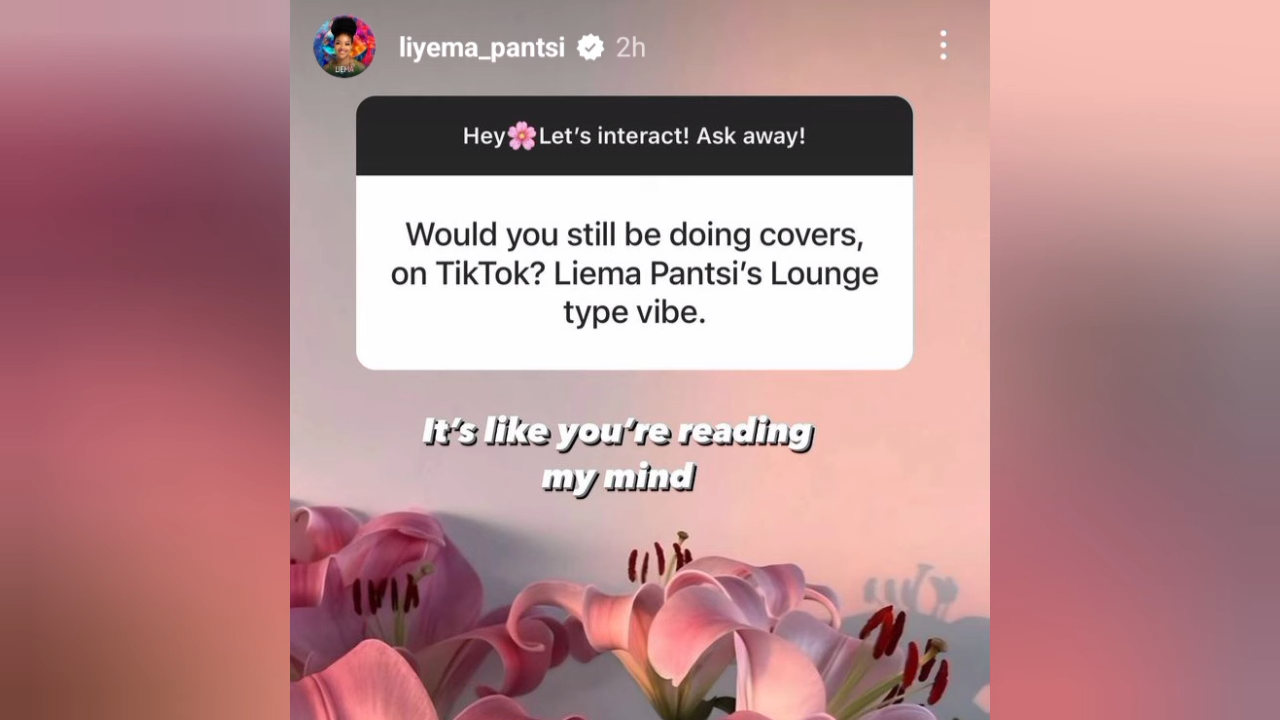 liyema_pantsi 2h
LIEMA
Hey🌸Let's interact! Ask away!
Would you still be doing covers,
on TikTok? Liema Pantsi's Lounge
type vibe.
It's like you're reading
my mind